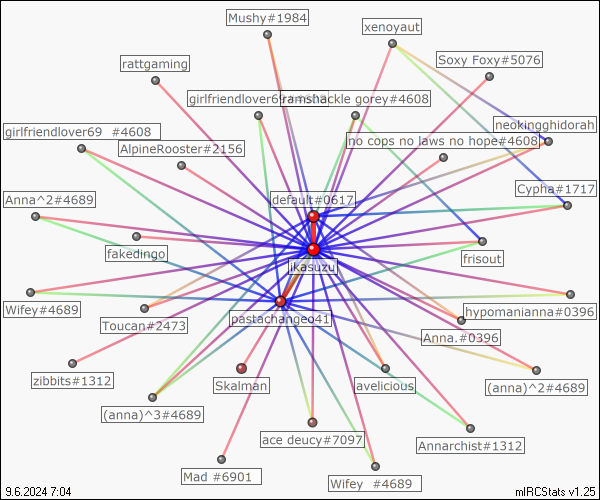 Mushy#1984
xenoyaut
Soxy Foxy#5076
rattgaming
ramshackle gorey#4608
neokingghidorah
girlfriendlover69   #4608
no cops no laws no hope#4608
AlpineRooster#2156
Cypha#1717
Anna^2#4689
default#0617
fakedingo
jkasuzu
frisout
Wifey#4689
hypomanianna#0396
Toucan#2473
pastachangeo41
Anna.#0396
zibbits#1312
Skalman
lavelicious
(anna)^2#4689
(anna)^3#4689
ace deucy#7097
Annarchist#1312
Mad   #6901
Wifey   #4689
9.6.2024 7:04
mIRCStats v1.25